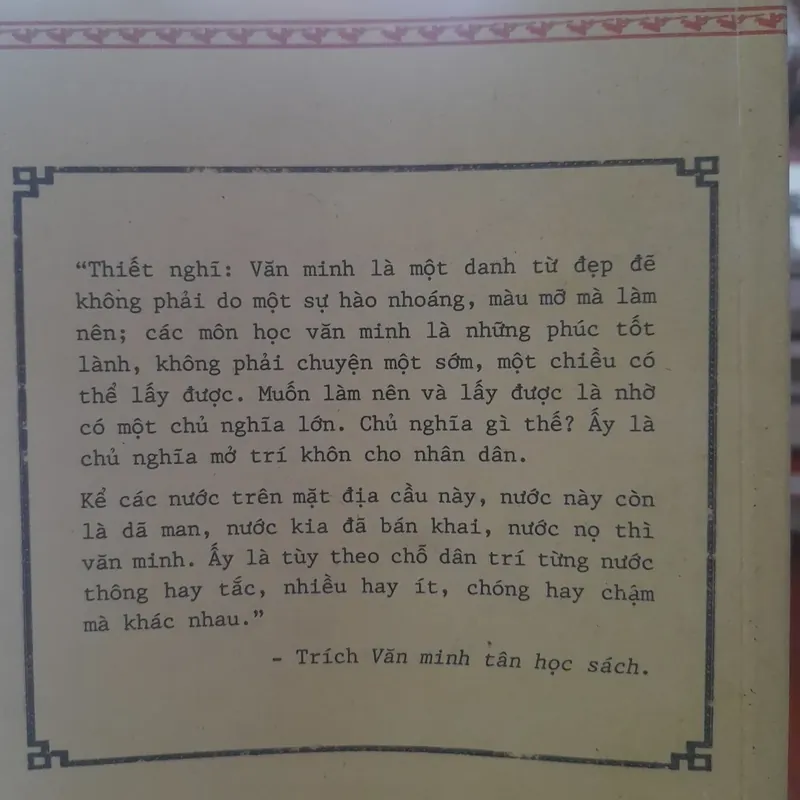 “Thiết nghĩ: Văn minh là một danh từ đẹp đẽ
không phải do một sự hào nhoáng, màu mỡ mà làm
nên; các môn học văn minh là những phúc tốt
lành, không phải chuyện một sớm, một chiều có
thể lấy được. Muốn làm nên và lấy được là nhờ
có một chủ nghĩa lớn. Chủ nghĩa gì thế? Ấy là
chủ nghĩa mở trí khôn cho nhân dân.
Kể các nước trên mặt địa cầu này, nước này còn
là dã man, nước kia đã bán khai, nước nọ thì
văn minh. Ấy là tùy theo chỗ dân trí từng nước
thông hay tắc, nhiều hay ít, chóng hay chậm
mà khác nhau.”
- Trích Văn minh tân học sách.